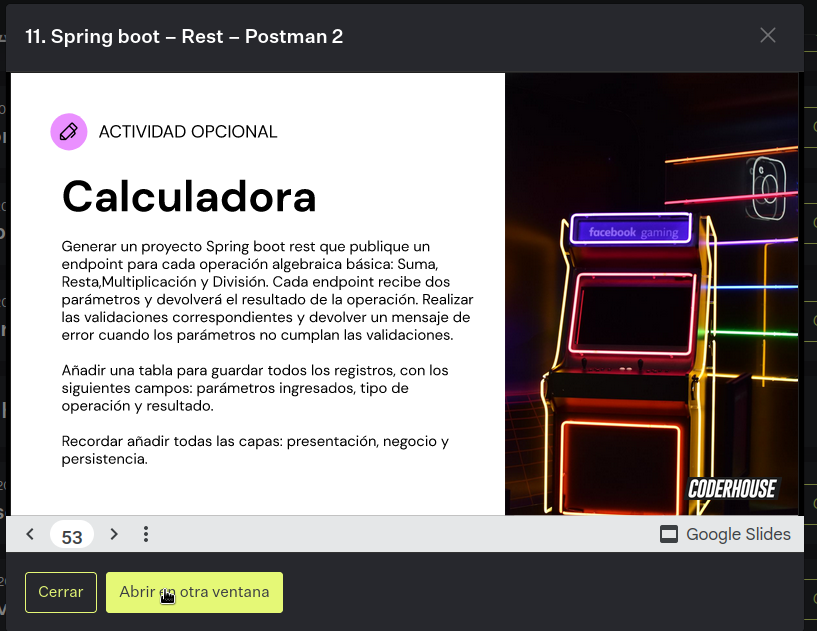 11. Spring boot – Rest – Postman 2
ACTIVIDAD OPCIONAL
Calculadora
Generar un proyecto Spring boot rest que publique un
endpoint para cada operación algebraica básica: Suma,
Resta,Multiplicación y División. Cada endpoint recibe dos
parámetros y devolverá el resultado de la operación. Realizar
las validaciones correspondientes y devolver un mensaje de
error cuando los parámetros no cumplan las validaciones.
Añadir una tabla para guardar todos los registros, con los
siguientes campos: parámetros ingresados, tipo de
operación y resultado.
Recordar añadir todas las capas: presentación, negocio y
persistencia.
facebook gaming
CODERHOUSE
53
Google Slides
Cerrar
Abrir en otra ventana